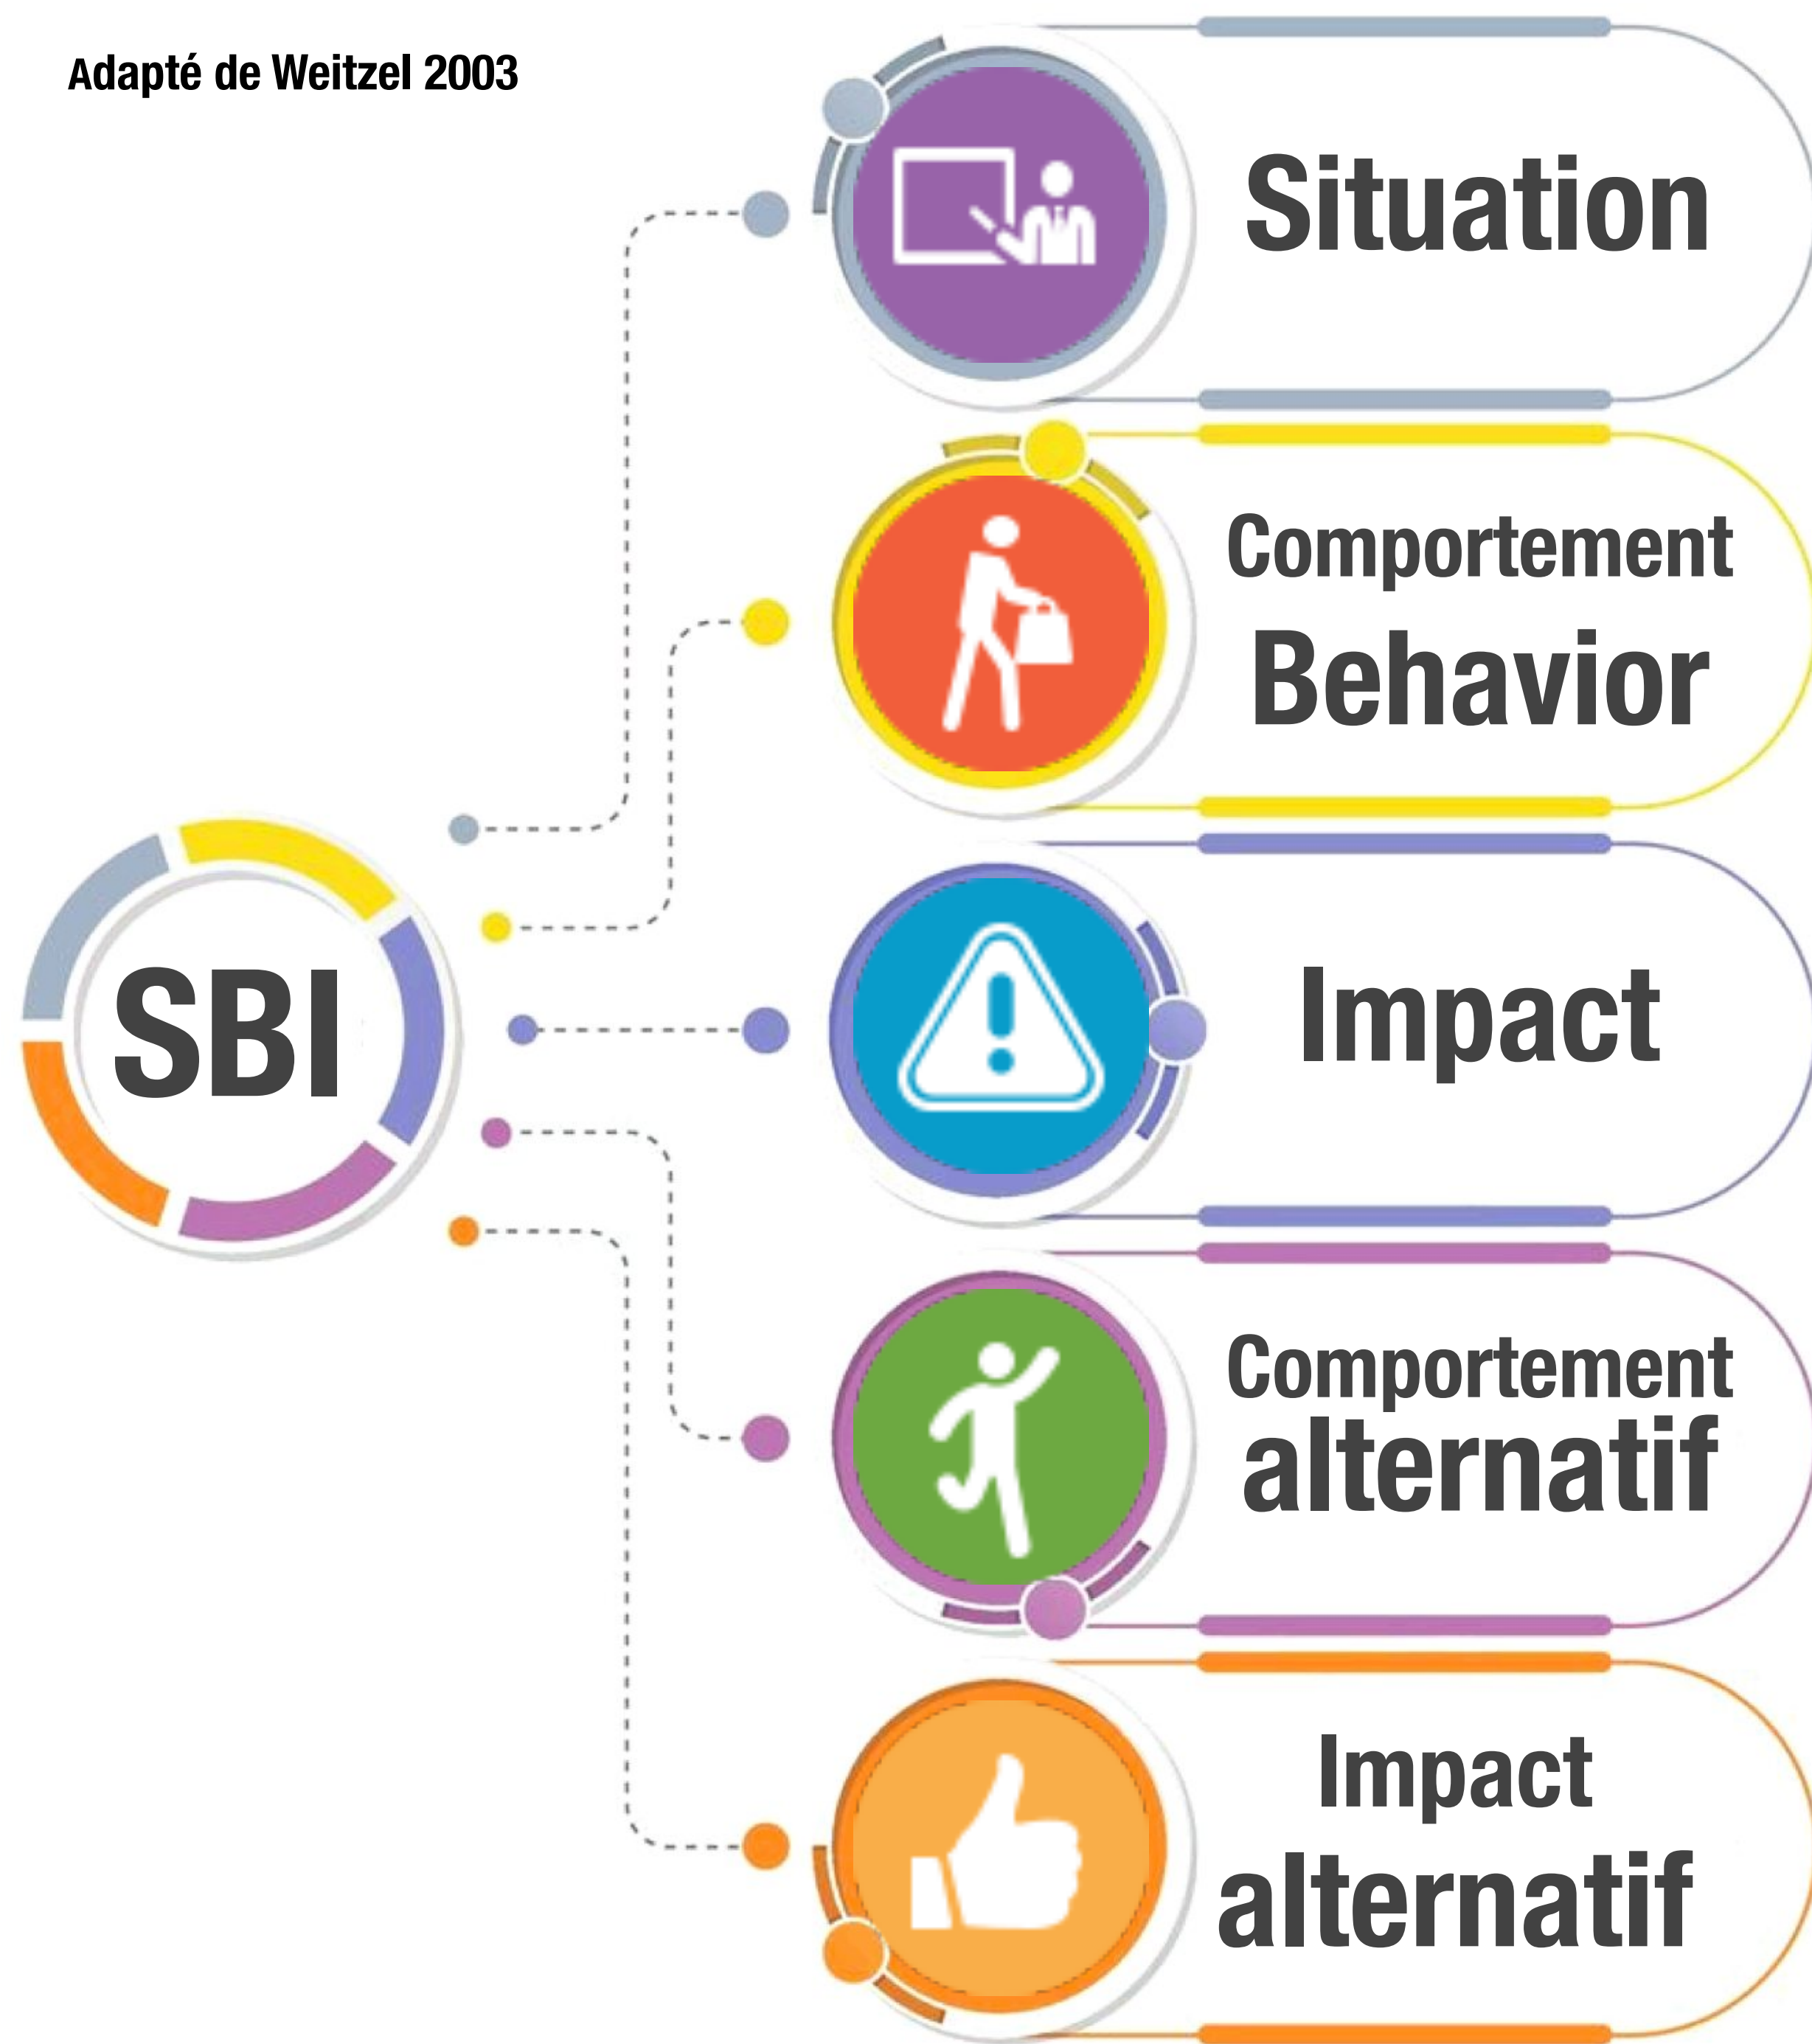 Adapté de Weitzel 2003
Situation
Comportement
Behavior
SBI
Impact
Comportement
alternatif
Impact
alternatif